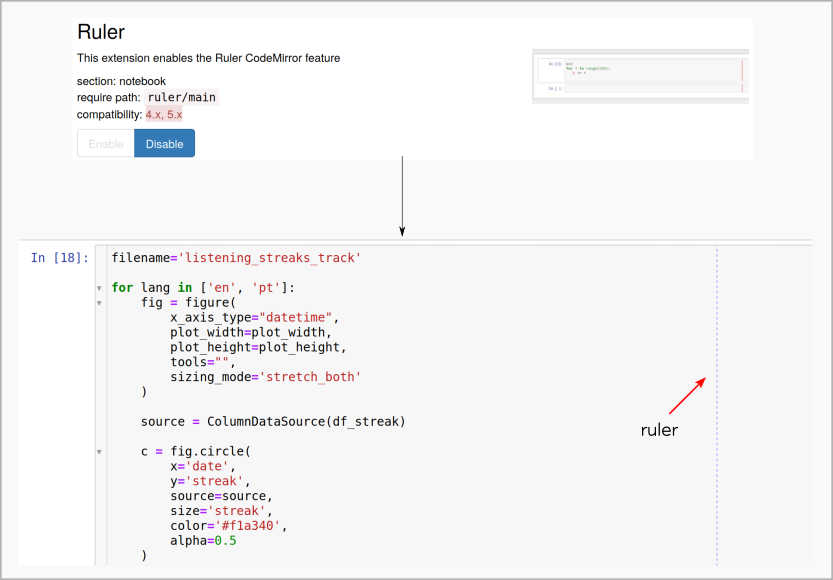 Ruler
This extension enables the Ruler CodeMirror feature
section: notebook
require path: ruler/main
compatibility: 4.x, 5.x
Enable Disable
In [18]:
filename='listening_streaks_track'
for lang in ['en', 'pt']:
    fig = figure(
        x_axis_type="datetime",
        plot_width=plot_width,
        plot_height=plot_height,
        tools="",
        sizing_mode='stretch_both'
    )
    source = ColumnDataSource(df_streak)
    c = fig.circle(
        x='date',
        y='streak',
        source=source,
        size='streak',
        color='#f1a340',
        alpha=0.5
    )
ruler